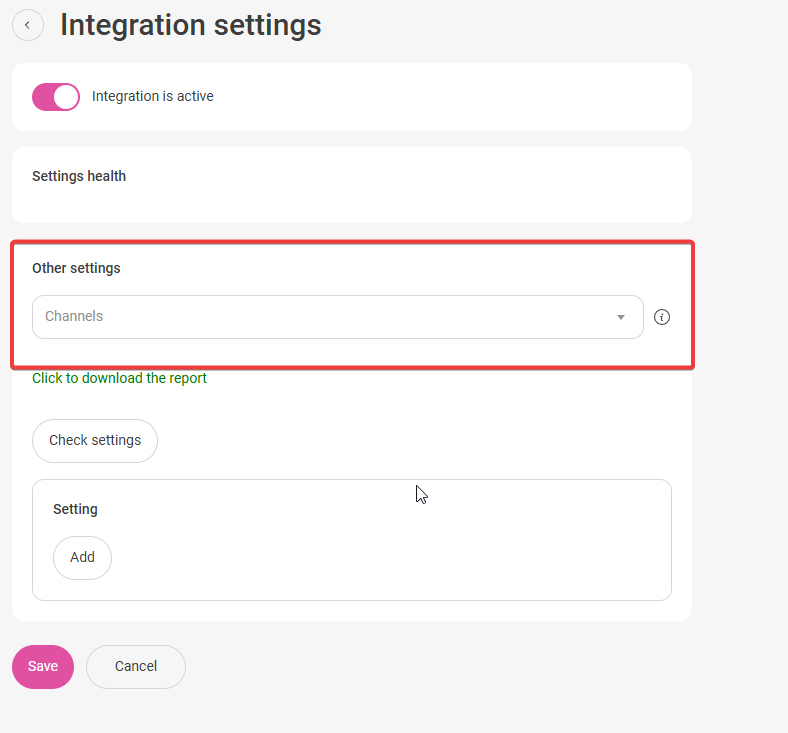 Integration settings
Integration is active
Settings health
Other settings
Channels
Click to download the report
Check settings
Setting
Add
Save
Cancel